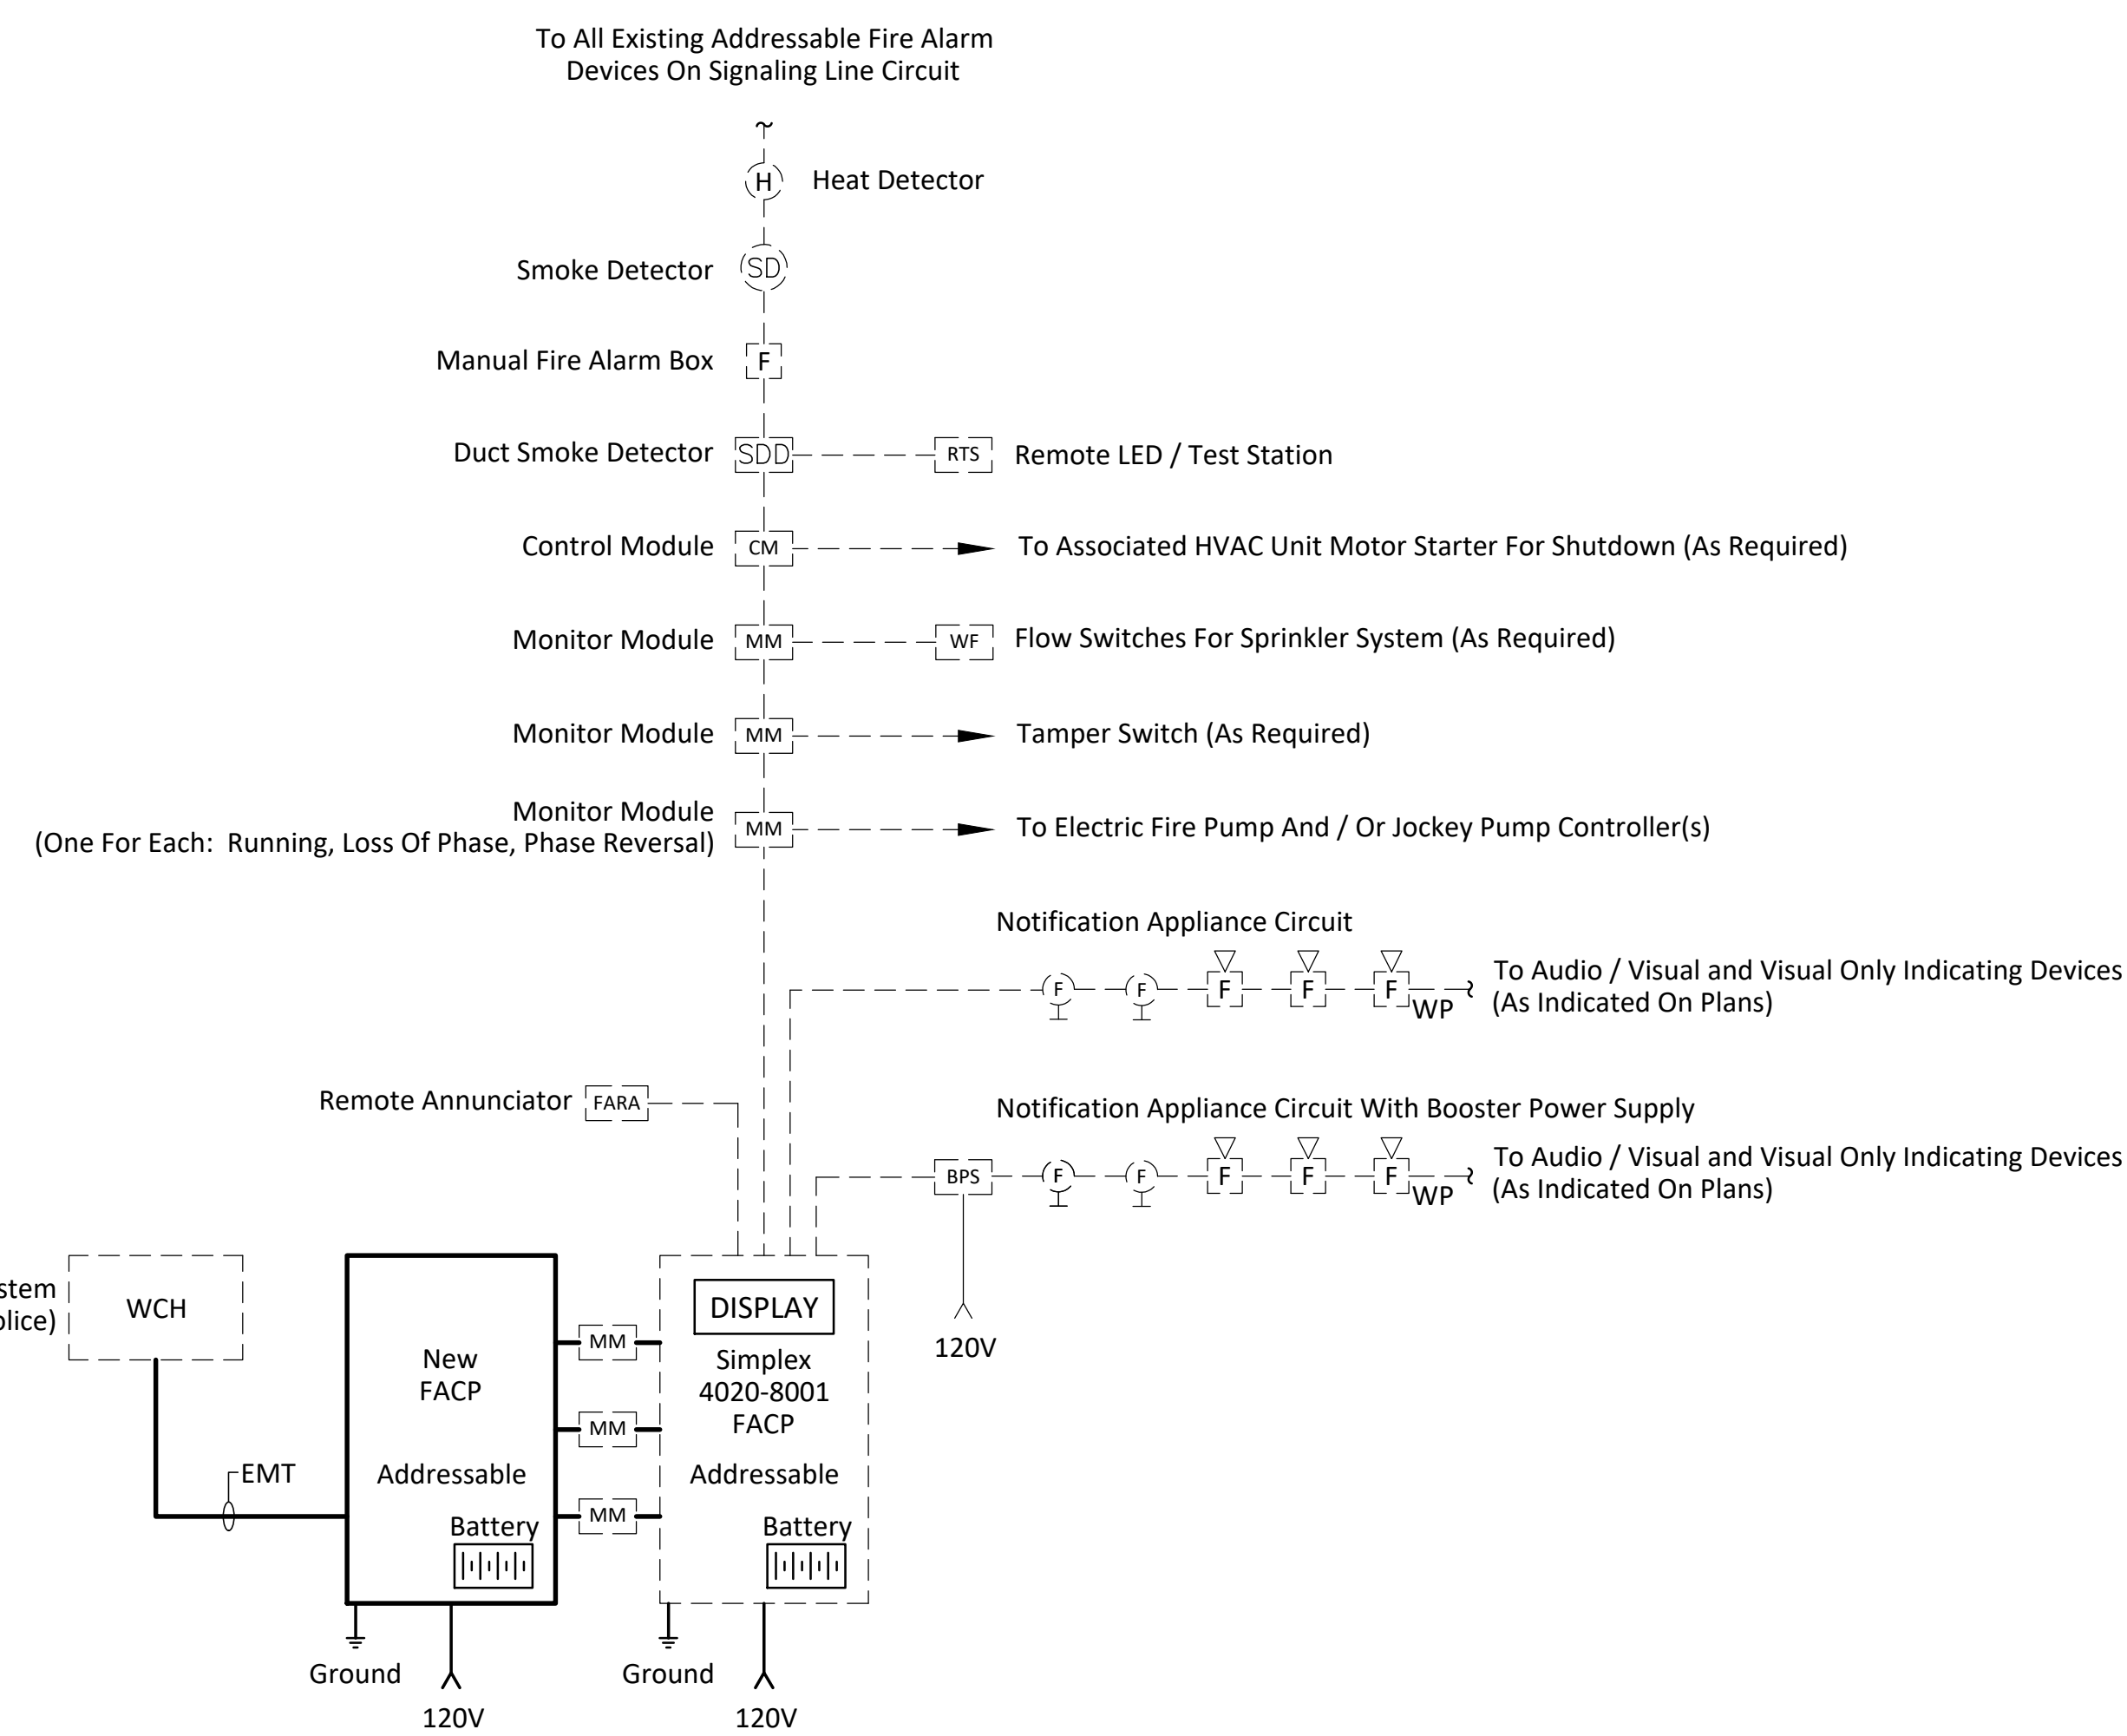 To All Existing Addressable Fire Alarm
Devices On Signaling Line Circuit
H Heat Detector
Smoke Detector SD
Manual Fire Alarm Box F
Duct Smoke Detector SDD RTS Remote LED / Test Station
Control Module CM To Associated HVAC Unit Motor Starter For Shutdown (As Required)
Monitor Module MM WF Flow Switches For Sprinkler System (As Required)
Monitor Module MM Tamper Switch (As Required)
Monitor Module
(One For Each: Running, Loss Of Phase, Phase Reversal)
MM To Electric Fire Pump And / Or Jockey Pump Controller(s)
Notification Appliance Circuit
F F F F F WP
To Audio / Visual and Visual Only Indicating Devices
(As Indicated On Plans)
Remote Annunciator FARA
Notification Appliance Circuit With Booster Power Supply
BPS F F F F F WP
To Audio / Visual and Visual Only Indicating Devices
(As Indicated On Plans)
120V
WCH
EMT
New
FACP
Addressable
Battery
Ground
120V
MM
MM
MM
DISPLAY
Simplex
4020-8001
FACP
Addressable
Battery
Ground
120V